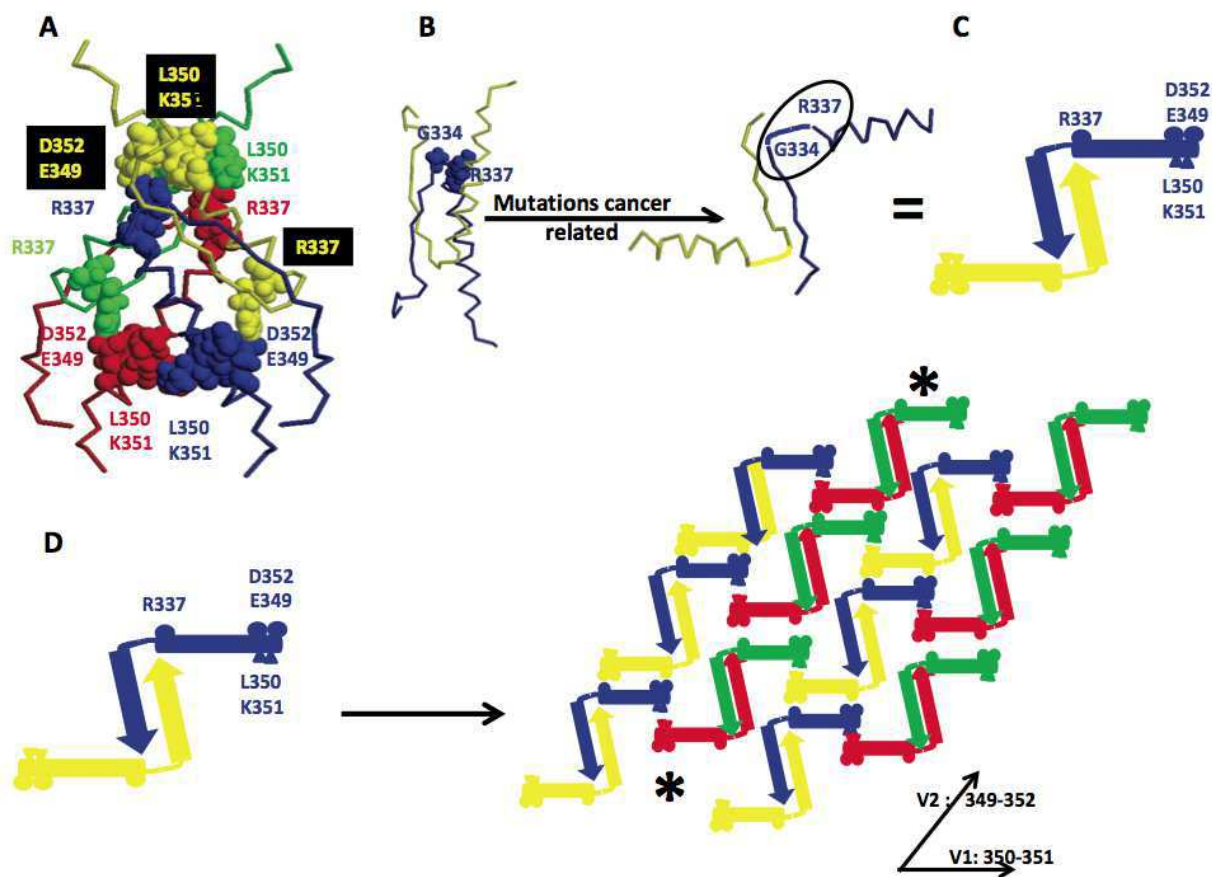 A
L350
K351
D352
E349
L350
K351
R337
R337
R337
R337
D352
E349
D352
E349
L350
K351
L350
K351
B
G334
R337
Mutations cancer
related
R337
G334
=
C
D352
E349
R337
L350
K351
D
D352
E349
R337
L350
K351
*
*
V2 : 349-352
V1: 350-351